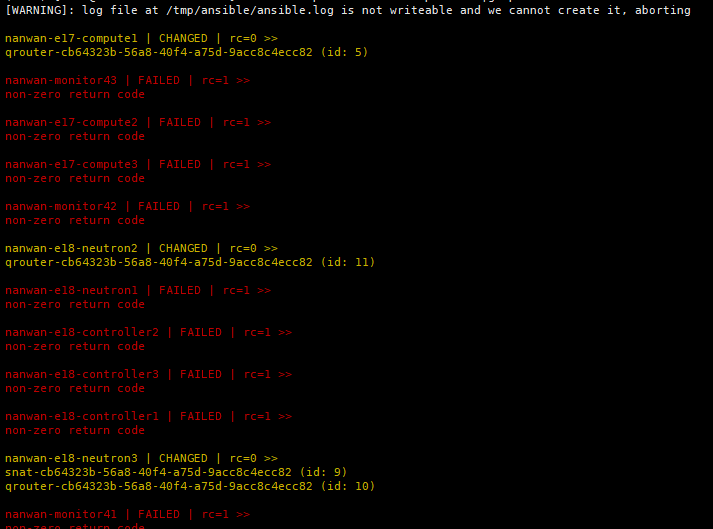 [WARNING]: log file at /tmp/ansible/ansible.log is not writeable and we cannot create it, aborting
nanwan-e17-compute1 | CHANGED | rc=0 >>
qrouter-cb64323b-56a8-40f4-a75d-9acc8c4ecc82 (id: 5)
nanwan-monitor43 | FAILED | rc=1 >>
non-zero return code
nanwan-e17-compute2 | FAILED | rc=1 >>
non-zero return code
nanwan-e17-compute3 | FAILED | rc=1 >>
non-zero return code
nanwan-monitor42 | FAILED | rc=1 >>
non-zero return code
nanwan-e18-neutron2 | CHANGED | rc=0 >>
qrouter-cb64323b-56a8-40f4-a75d-9acc8c4ecc82 (id: 11)
nanwan-e18-neutron1 | FAILED | rc=1 >>
non-zero return code
nanwan-e18-controller2 | FAILED | rc=1 >>
non-zero return code
nanwan-e18-controller3 | FAILED | rc=1 >>
non-zero return code
nanwan-e18-controller1 | FAILED | rc=1 >>
non-zero return code
nanwan-e18-neutron3 | CHANGED | rc=0 >>
snat-cb64323b-56a8-40f4-a75d-9acc8c4ecc82 (id: 9)
qrouter-cb64323b-56a8-40f4-a75d-9acc8c4ecc82 (id: 10)
nanwan-monitor41 | FAILED | rc=1 >>
non-zero return code